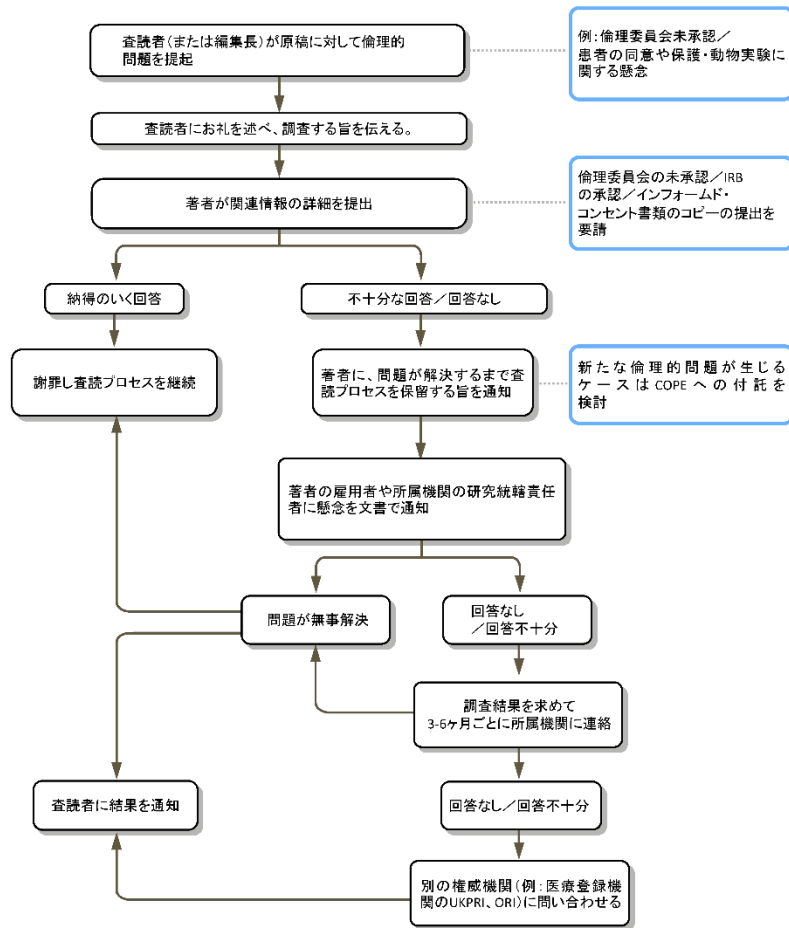 査読者(または編集長)が原稿に対して倫理的
問題を提起
例:倫理委員会未承認/
患者の同意や保護・動物実験に
関する懸念
査読者にお礼を述べ、調査する旨を伝える。
著者が関連情報の詳細を提出
倫理委員会の未承認/IRB
の承認/インフォームド・
コンセント書類のコピーの提出を
要請
納得のいく回答
不十分な回答/回答なし
謝罪し査読プロセスを継続
著者に、問題が解決するまで査
読プロセスを保留する旨を通知
新たな倫理的問題が生じる
ケースは COPE への付託を
検討
著者の雇用者や所属機関の研究統轄責任
者に懸念を文書で通知
問題が無事解決
回答なし
/回答不十分
調査結果を求めて
3-6ヶ月ごとに所属機関に連絡
査読者に結果を通知
回答なし/回答不十分
別の権威機関(例:医療登録機
関のUKPRI、ORI)に問い合わせる